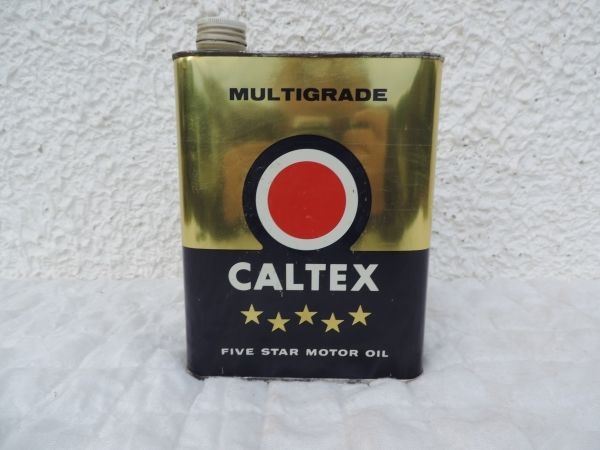 MULTIGRADE
CALTEX
FIVE STAR MOTOR OIL